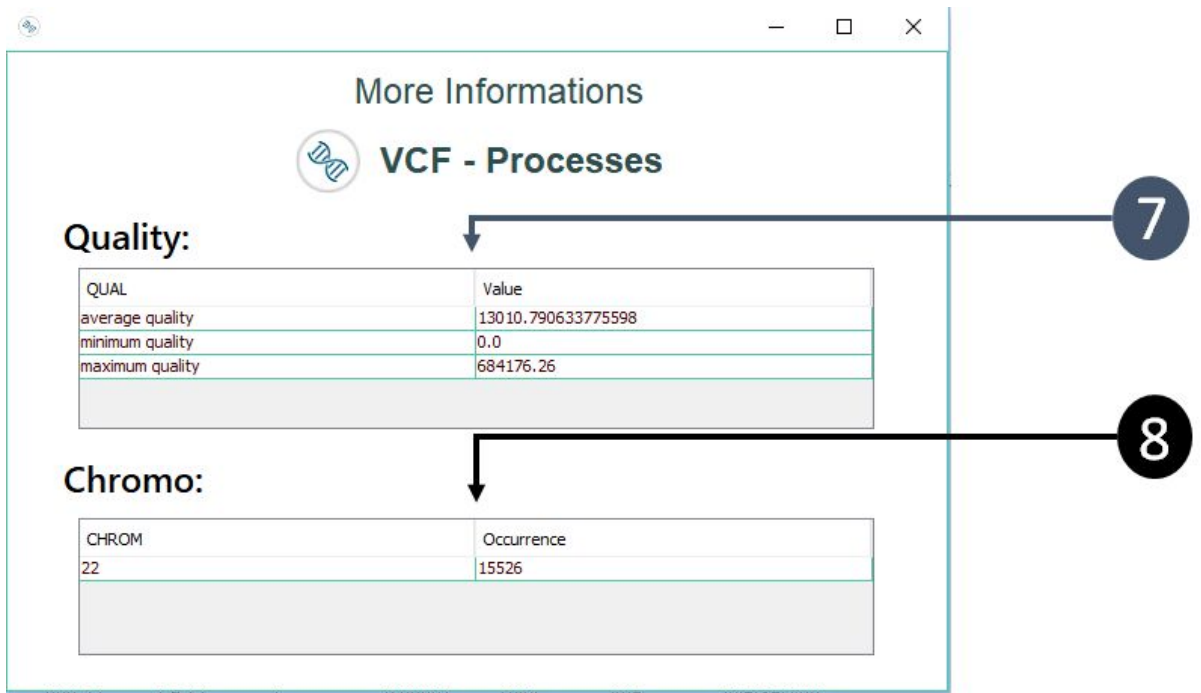 More Informations
VCF - Processes
7
Quality:
QUAL Value
average quality 13010.790633775598
minimum quality 0.0
maximum quality 684176.26
8
Chromo:
CHROM Occurrence
22 15526